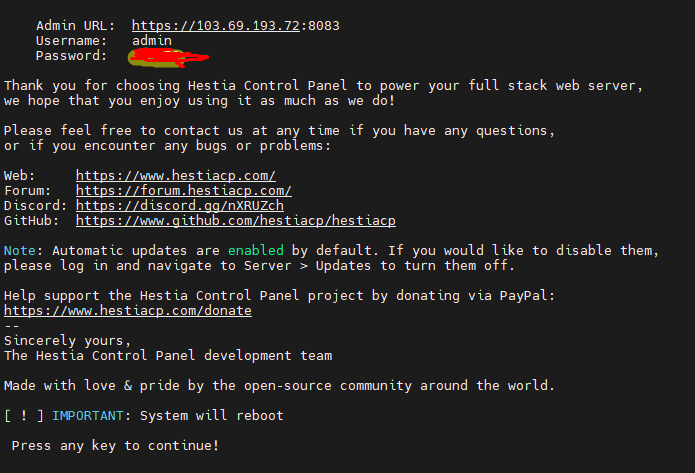 Admin URL: https://103.69.193.72:8083
Username: admin
Password:
Thank you for choosing Hestia Control Panel to power your full stack web server,
we hope that you enjoy using it as much as we do!
Please feel free to contact us at any time if you have any questions,
or if you encounter any bugs or problems:
Web: https://www.hestiacp.com/
Forum: https://forum.hestiacp.com/
Discord: https://discord.gg/nXRUZch
GitHub: https://www.github.com/hestiacp/hestiacp
Note: Automatic updates are enabled by default. If you would like to disable them,
please log in and navigate to Server > Updates to turn them off.
Help support the Hestia Control Panel project by donating via PayPal:
https://www.hestiacp.com/donate
--
Sincerely yours,
The Hestia Control Panel development team
Made with love & pride by the open-source community around the world.
[ ! ] IMPORTANT: System will reboot
Press any key to continue!